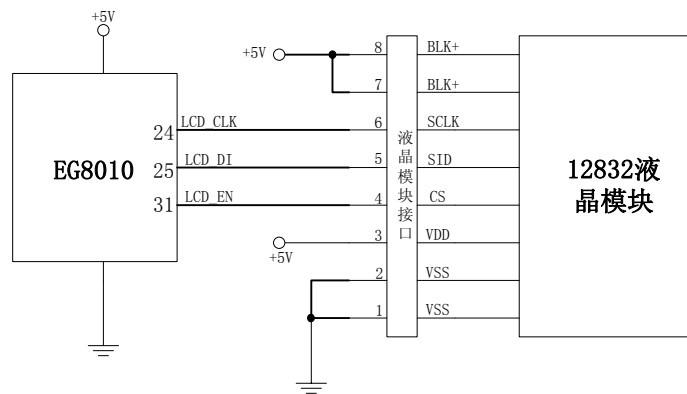 +5V
EG8010
24 LCD_CLK
25 LCD_DI
31 LCD_EN
+5V
+5V
8 BLK+
7 BLK+
6 SCLK
5 SID
4 CS
3 VDD
2 VSS
1 VSS
液晶模块接口
12832液
晶模块